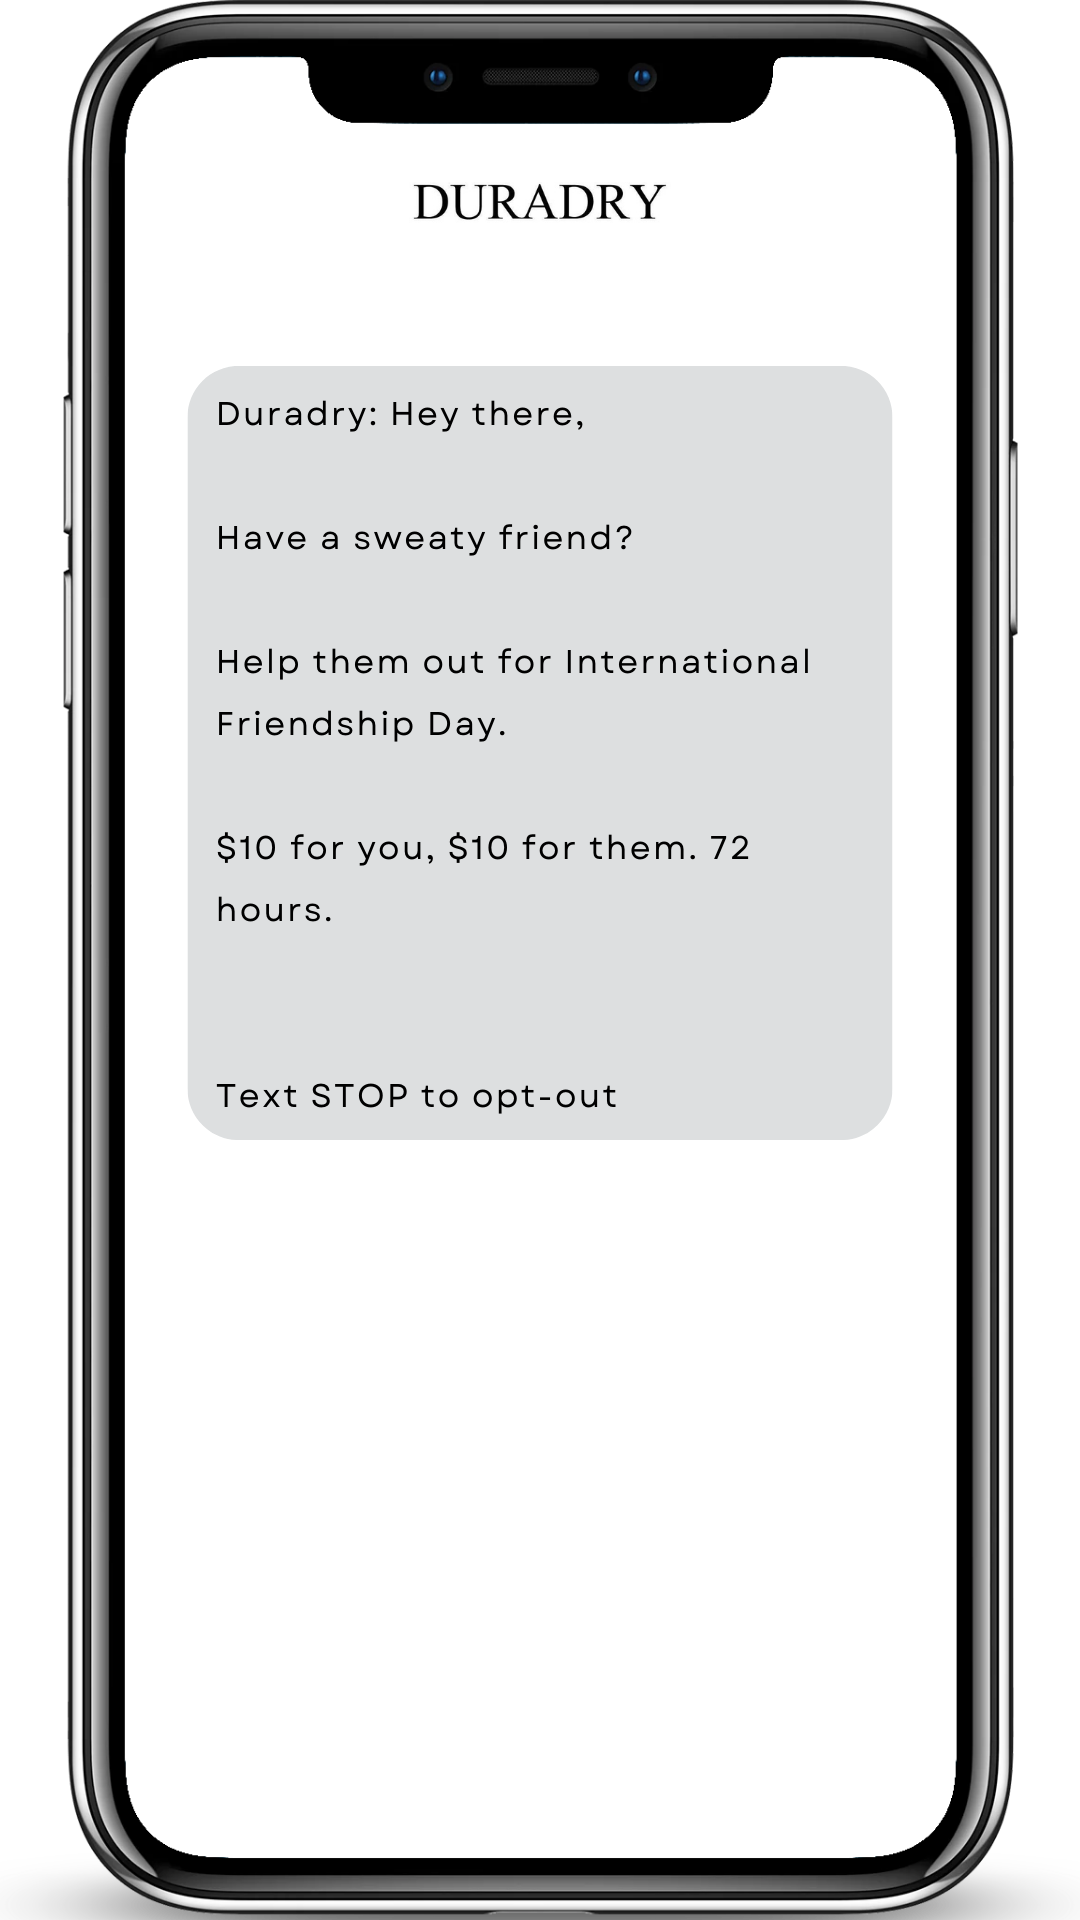 DURADRY
Duradry: Hey there,
Have a sweaty friend?
Help them out for International
Friendship Day.
$10 for you, $10 for them. 72
hours.
Text STOP to opt-out